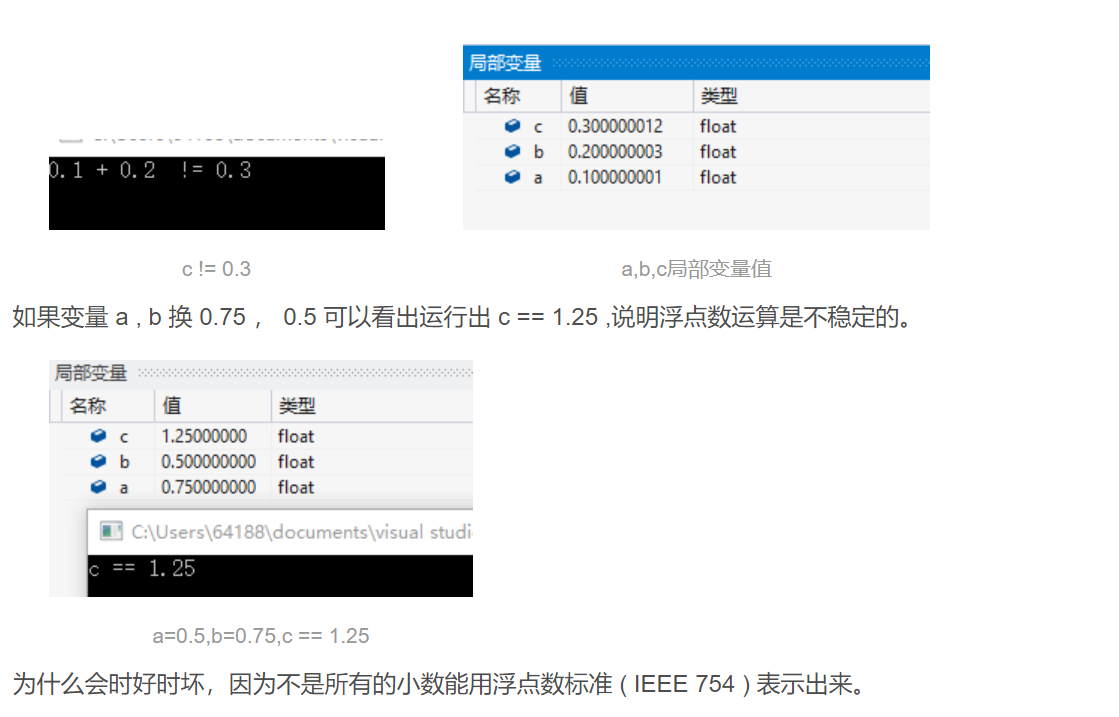 局部变量
名称 值 类型
c 0.300000012 float
b 0.200000003 float
a 0.100000001 float
0.1 + 0.2 != 0.3
c != 0.3
a,b,c局部变量值
如果变量 a , b 换 0.75 ， 0.5 可以看出运行出 c == 1.25 ,说明浮点数运算是不稳定的。
局部变量
名称 值 类型
c 1.25000000 float
b 0.500000000 float
a 0.750000000 float
C:\Users\64188\documents\visual studi
c == 1.25
a=0.5,b=0.75,c == 1.25
为什么会时好时坏，因为不是所有的小数能用浮点数标准 ( IEEE 754 ) 表示出来。